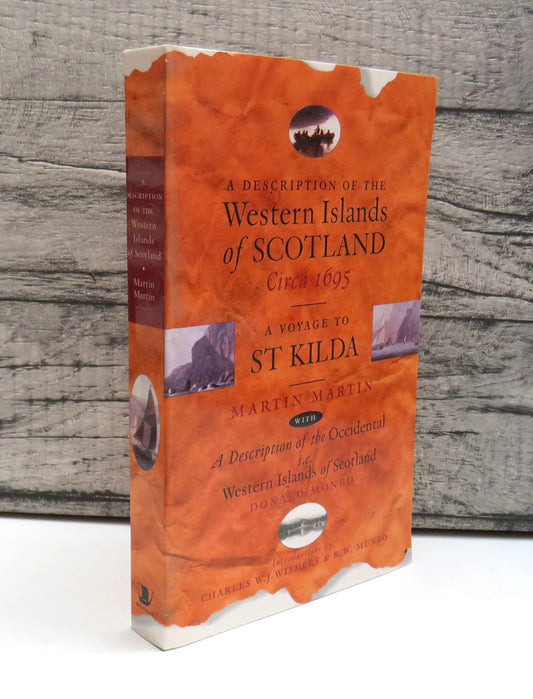 A
DESCRIPTION
OF THE
Western
Islands
of Scotland
Martin
Martin
A DESCRIPTION OF THE
Western Islands
of SCOTLAND
Circa 1695
A VOYAGE TO
ST KILDA
MARTIN MARTIN
WITH
A Description of the Occidental
i.e.
Western Islands of Scotland
DONALD MONRO
Introductions by
CHARLES W.J. WITHERS & R.W. MUNRO